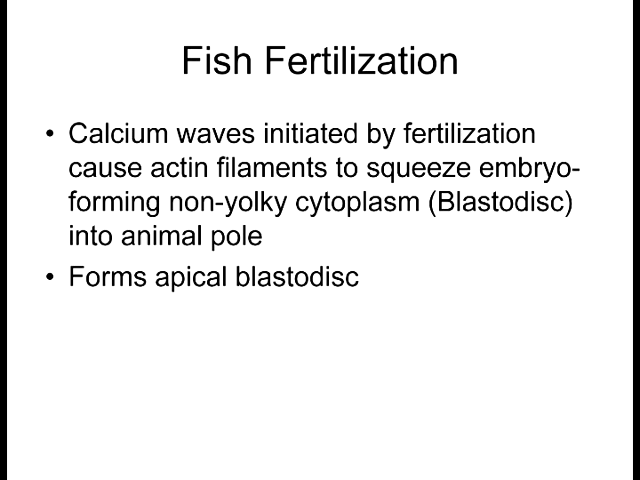 Fish Fertilization
• Calcium waves initiated by fertilization
cause actin filaments to squeeze embryo-
forming non-yolky cytoplasm (Blastodisc)
into animal pole
• Forms apical blastodisc